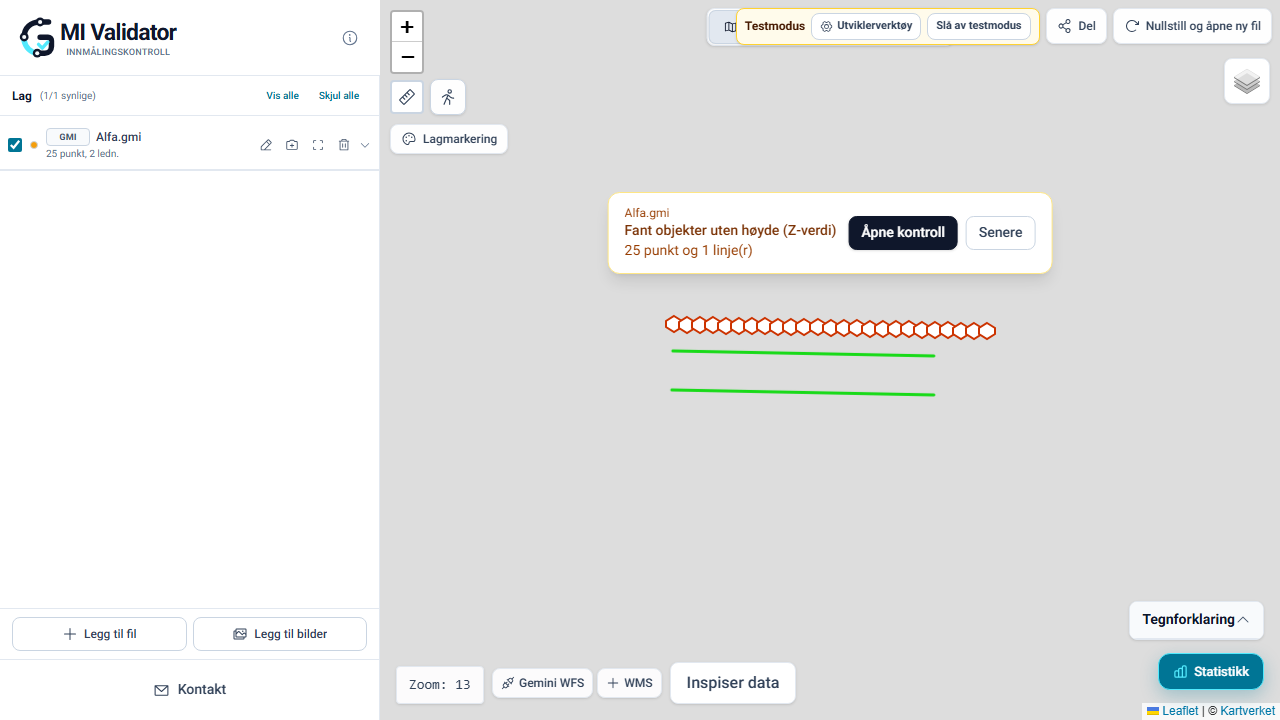 MI Validator
INNMÅLINGSKONTROLL
Lag (1/1 synlige) Vis alle Skjul alle
GMI Alfa.gmi
25 punkt, 2 ledn.
Legg til fil Legg til bilder
Kontakt
+
−
Testmodus Utviklerverktøy Slå av testmodus Del Nullstill og åpne ny fil
Lagmarkering
Alfa.gmi
Fant objekter uten høyde (Z-verdi)
25 punkt og 1 linje(r)
Åpne kontroll Senere
Tegnforklaring
Statistikk
Zoom: 13 Gemini WFS WMS Inspiser data
Leaflet | © Kartverket